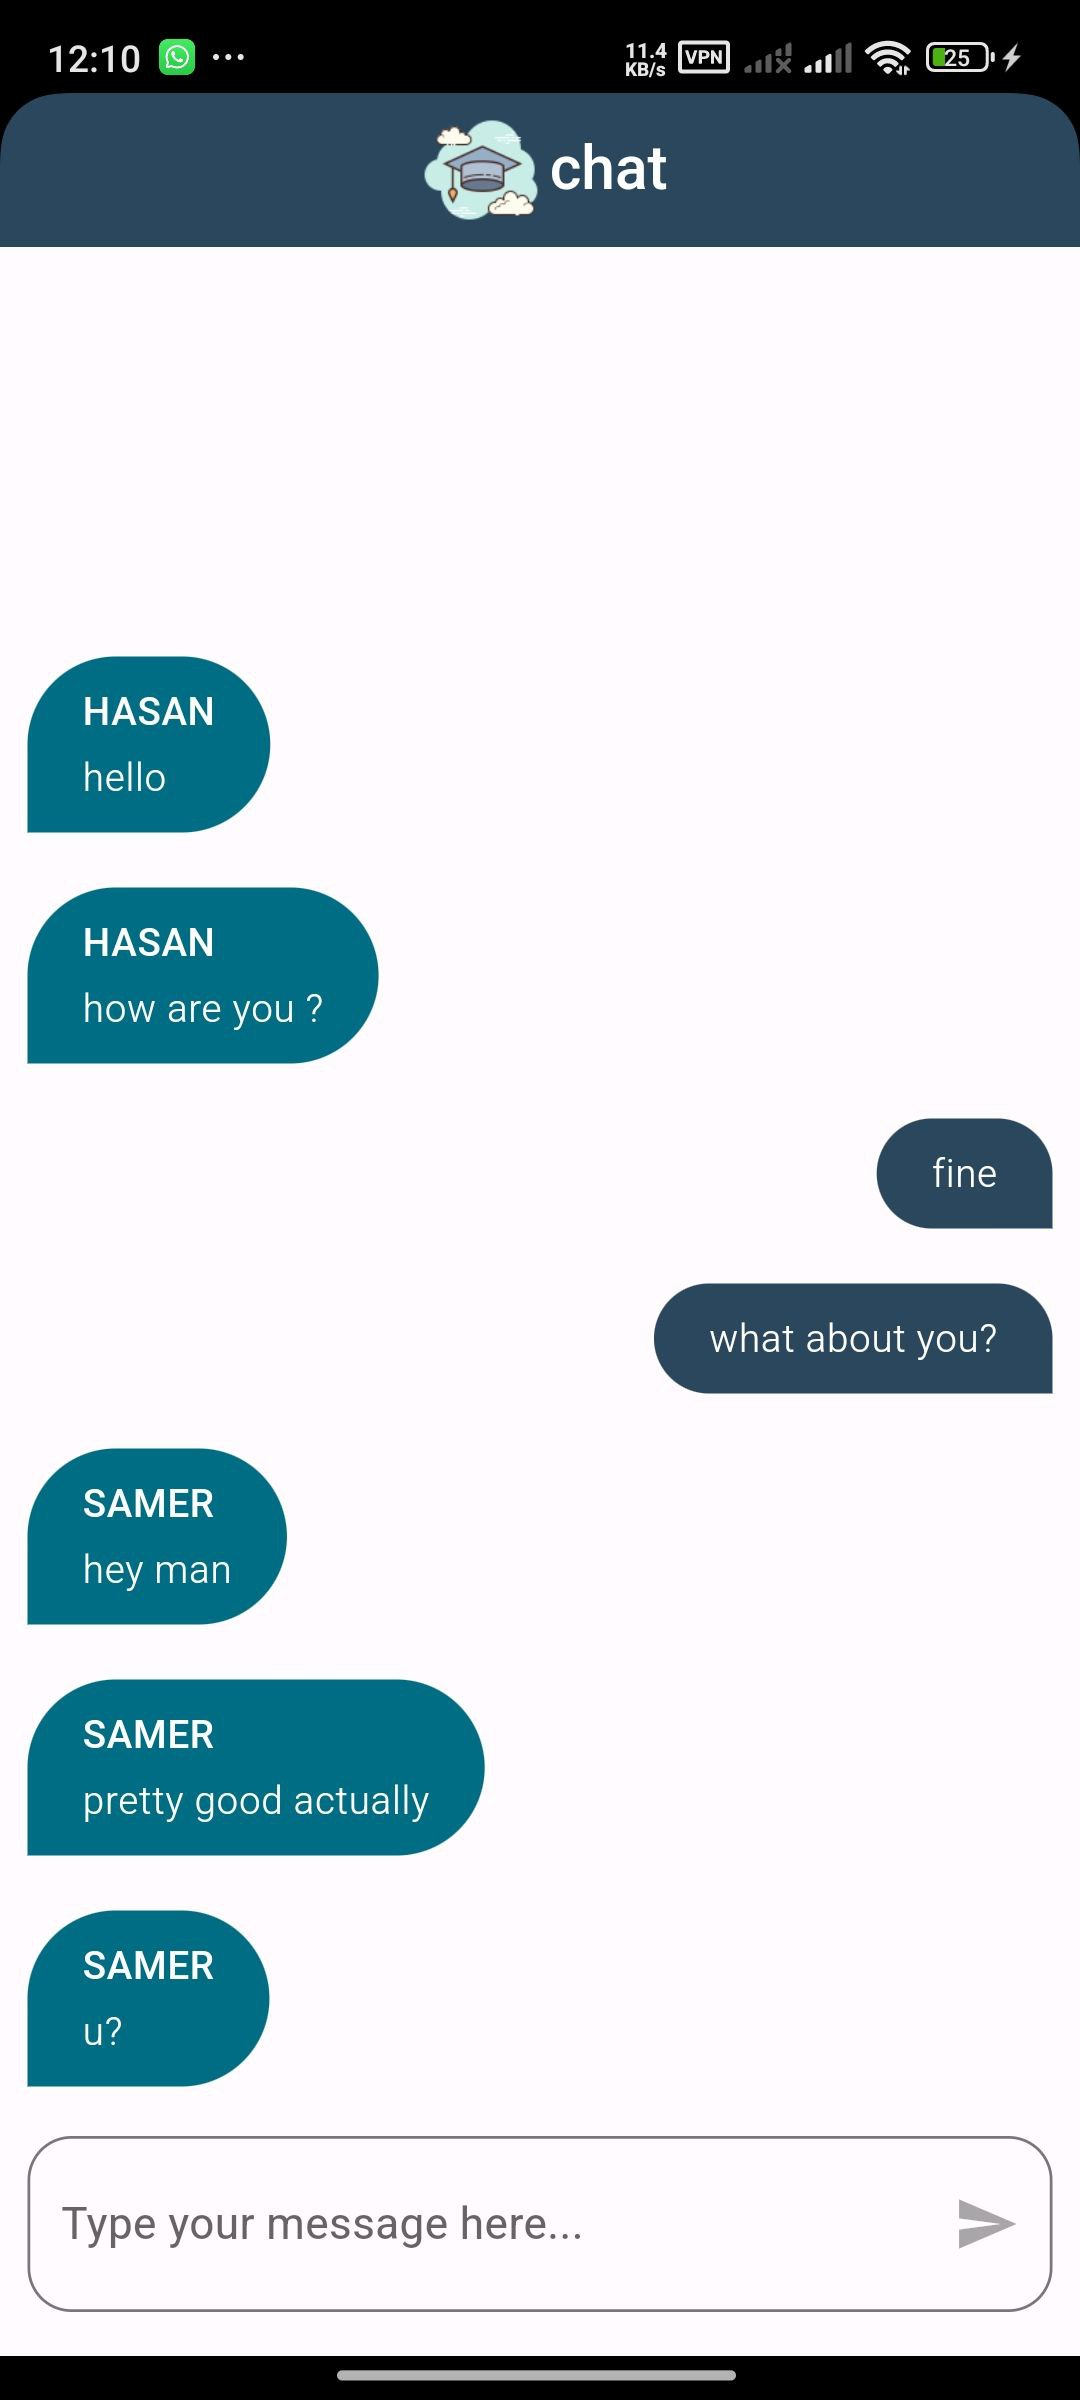 12:10 ... 11.4 KB/s VPN 25
chat
HASAN
hello
HASAN
how are you ?
fine
what about you?
SAMER
hey man
SAMER
pretty good actually
SAMER
u?
Type your message here...